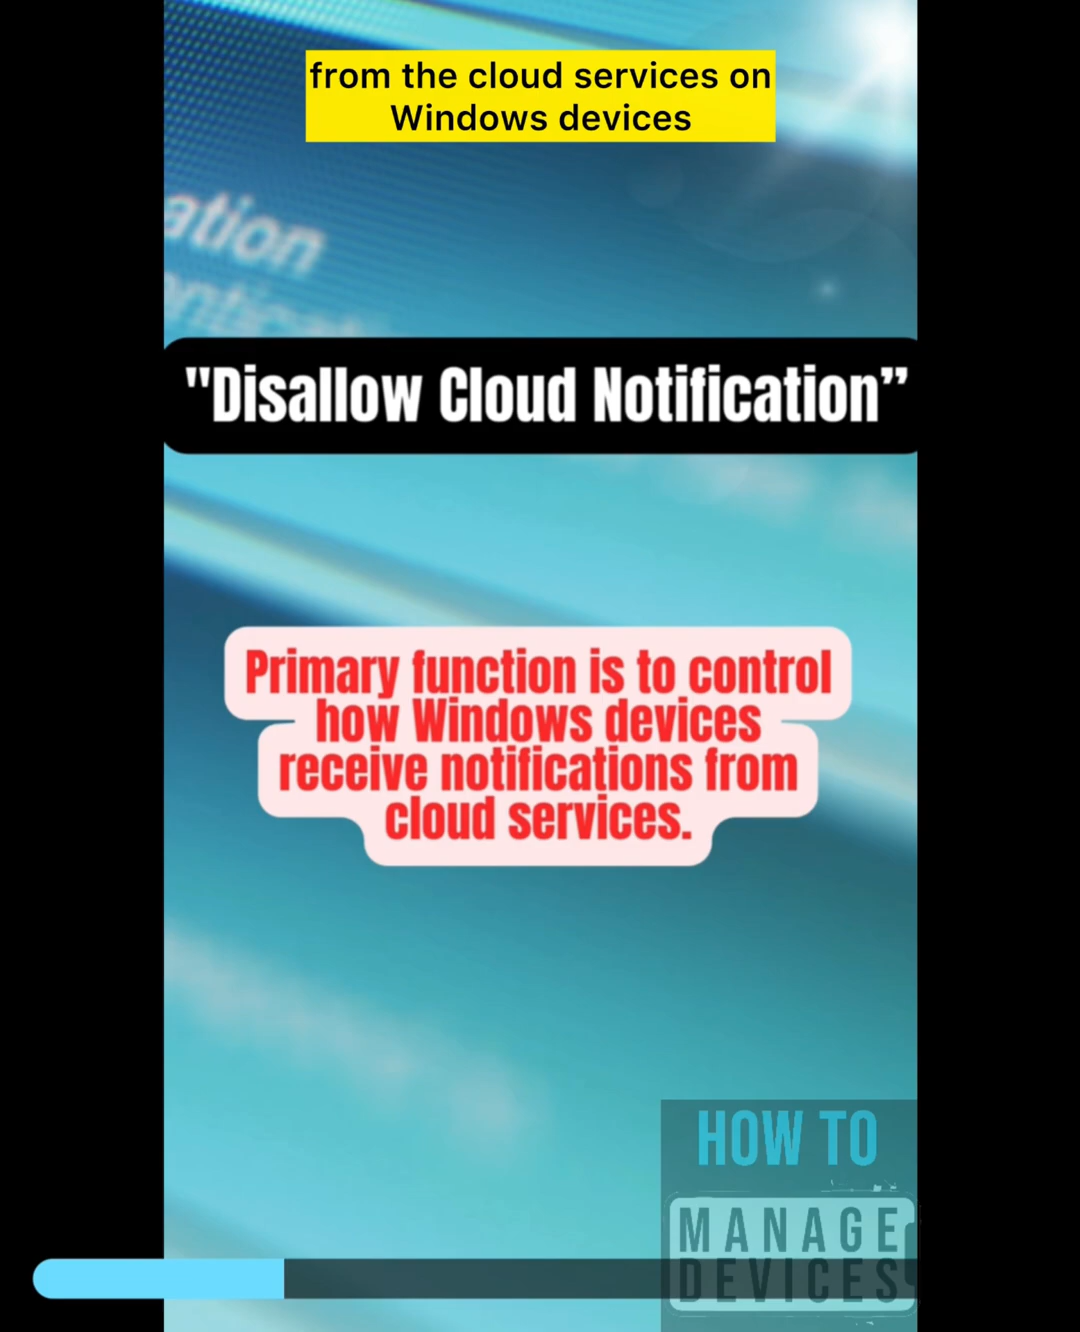 from the cloud services on
Windows devices
ation
"Disallow Cloud Notification”
Primary function is to control
how Windows devices
receive notifications from
cloud services.
HOW TO
MANAGE
DEVICES